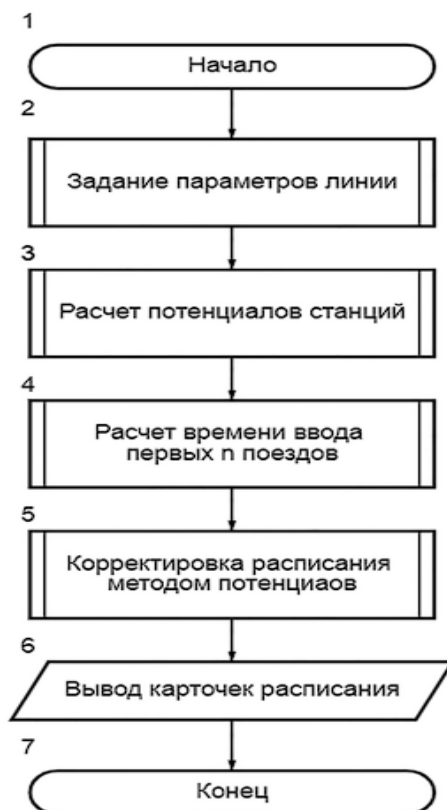 1
Начало
2
Задание параметров линии
3
Расчет потенциалов станций
4
Расчет времени ввода
первых n поездов
5
Корректировка расписания
методом потенциаов
6
Вывод карточек расписания
7
Конец